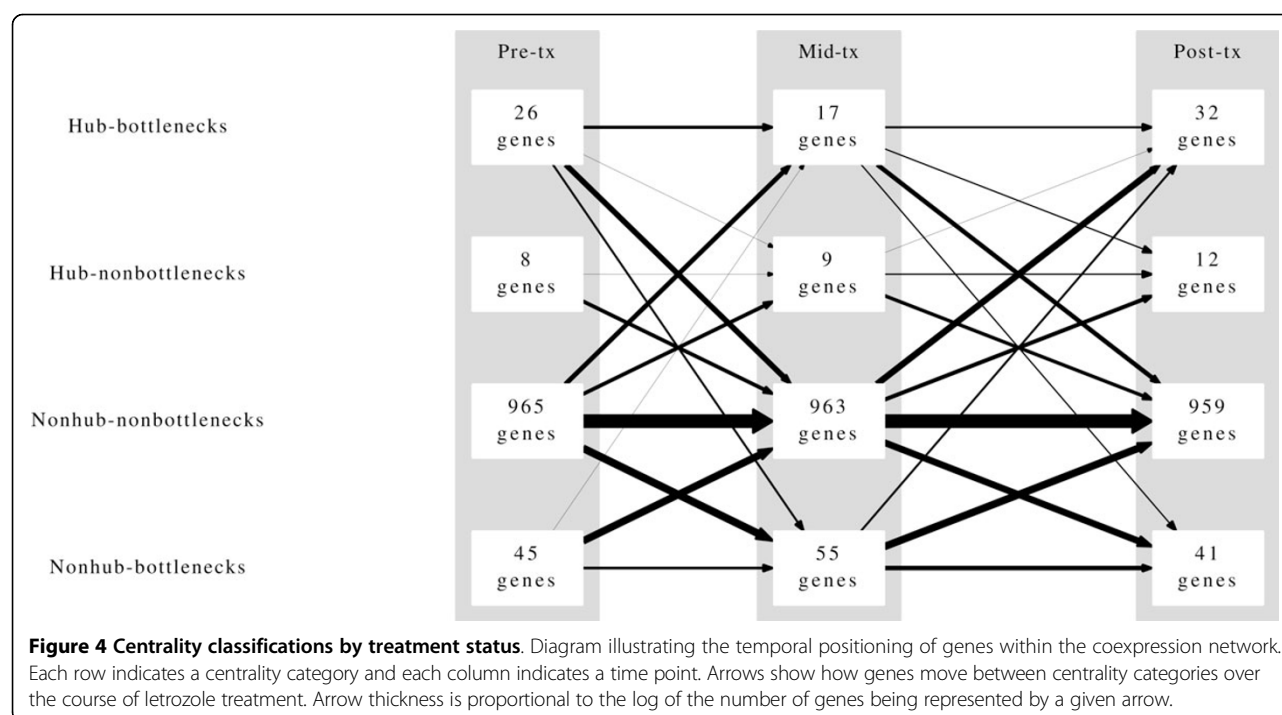 Pre-tx Mid-tx Post-tx
Hub-bottlenecks 26 17 32
genes genes genes
Hub-nonbottlenecks 8 9 12
genes genes genes
Nonhub-nonbottlenecks 965 963 959
genes genes genes
Nonhub-bottlenecks 45 55 41
genes genes genes
Figure 4 Centrality classifications by treatment status. Diagram illustrating the temporal positioning of genes within the coexpression network.
Each row indicates a centrality category and each column indicates a time point. Arrows show how genes move between centrality categories over
the course of letrozole treatment. Arrow thickness is proportional to the log of the number of genes being represented by a given arrow.